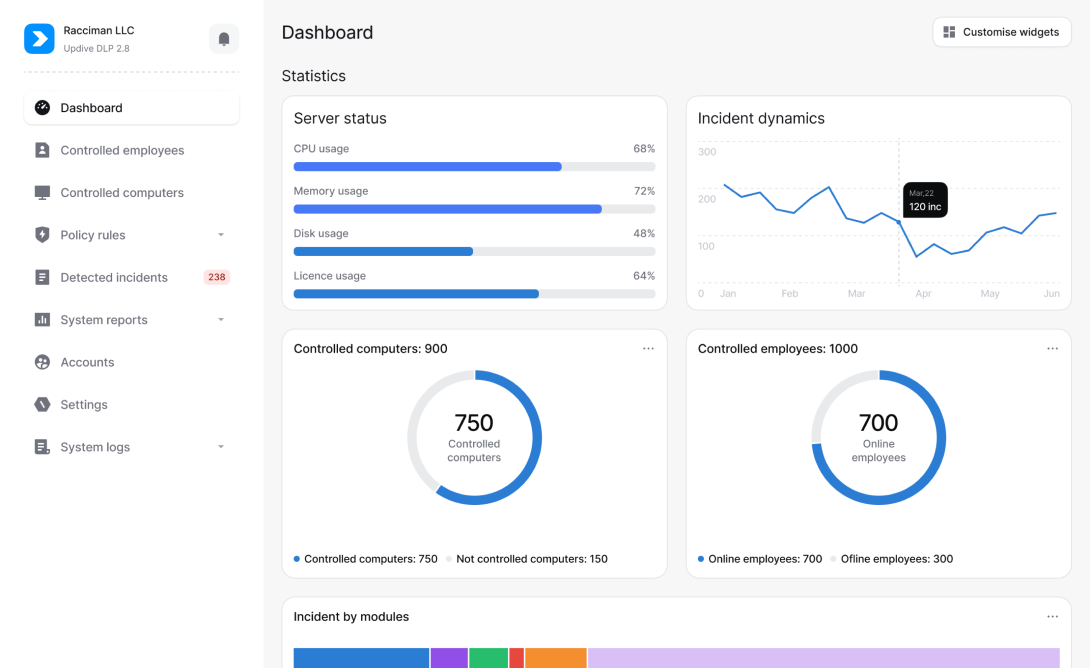 Racciman LLC
Updive DLP 2.8
Dashboard
Controlled employees
Controlled computers
Policy rules
Detected incidents 238
System reports
Accounts
Settings
System logs
Dashboard
Customise widgets
Statistics
Server status
CPU usage 68%
Memory usage 72%
Disk usage 48%
Licence usage 64%
Incident dynamics
300
200
100
0 Jan Feb Mar Apr May Jun
Mar,22
120 inc
Controlled computers: 900
750
Controlled
computers
Controlled computers: 750 Not controlled computers: 150
Controlled employees: 1000
700
Online
employees
Online employees: 700 Ofline employees: 300
Incident by modules